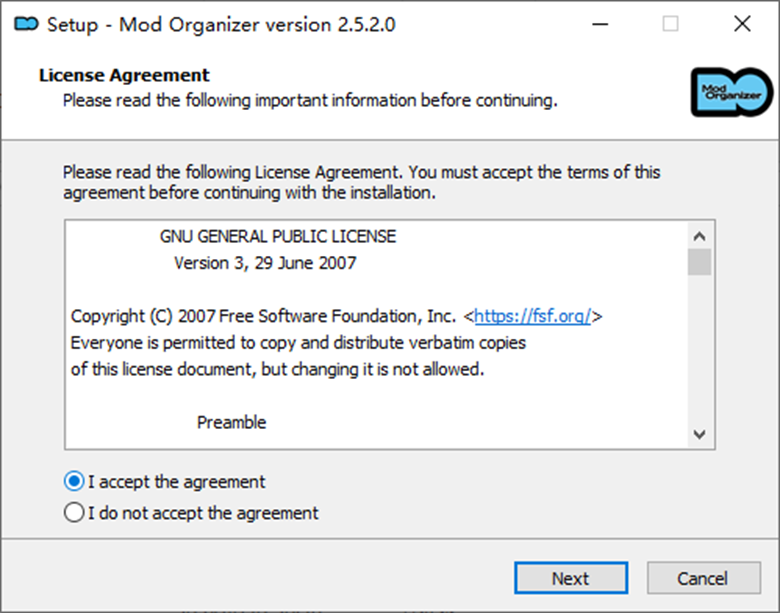 Setup - Mod Organizer version 2.5.2.0
License Agreement
Please read the following important information before continuing.
Mod
Organizer
Please read the following License Agreement. You must accept the terms of this
agreement before continuing with the installation.
GNU GENERAL PUBLIC LICENSE
Version 3, 29 June 2007
Copyright (C) 2007 Free Software Foundation, Inc. <https://fsf.org/>
Everyone is permitted to copy and distribute verbatim copies
of this license document, but changing it is not allowed.
Preamble
I accept the agreement
I do not accept the agreement
Next
Cancel